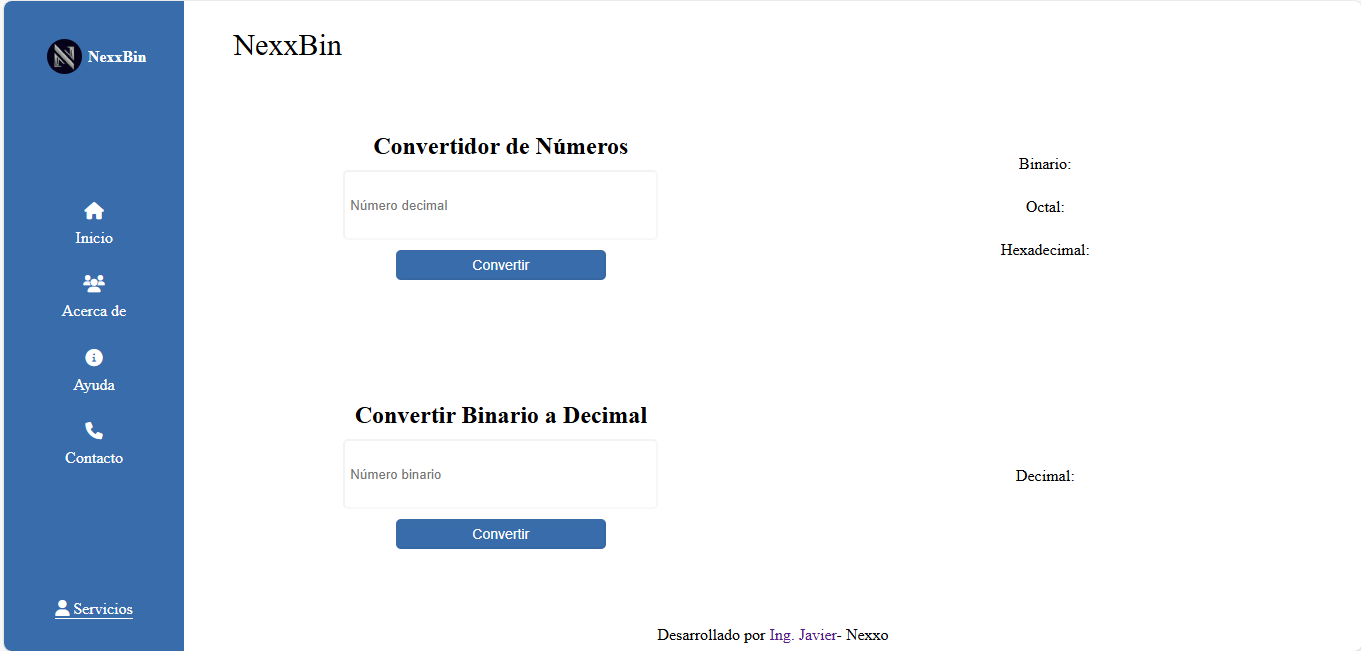 NexxBin
Inicio
Acerca de
Ayuda
Contacto
Servicios
NexxBin
Convertidor de Números
Número decimal
Convertir
Binario:
Octal:
Hexadecimal:
Convertir Binario a Decimal
Número binario
Convertir
Decimal:
Desarrollado por Ing. Javier- Nexxo